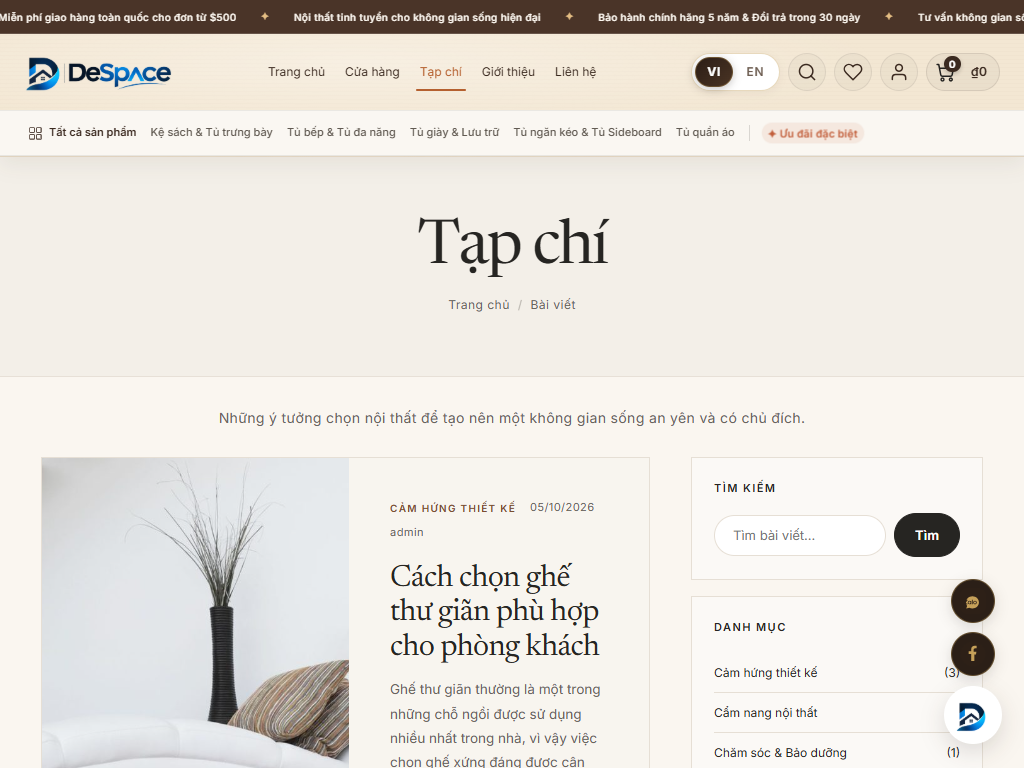 Miễn phí giao hàng toàn quốc cho đơn từ $500 ✦ Nội thất tinh tuyển cho không gian sống hiện đại ✦ Bảo hành chính hãng 5 năm & Đổi trả trong 30 ngày ✦ Tư vấn không gian
DeSpace
Trang chủ Cửa hàng Tạp chí Giới thiệu Liên hệ
VI EN
0
₫0
Tất cả sản phẩm Kệ sách & Tủ trưng bày Tủ bếp & Tủ đa năng Tủ giày & Lưu trữ Tủ ngăn kéo & Tủ Sideboard Tủ quần áo ✦ Ưu đãi đặc biệt
Tạp chí
Trang chủ / Bài viết
Những ý tưởng chọn nội thất để tạo nên một không gian sống an yên và có chủ đích.
CẢM HỨNG THIẾT KẾ 05/10/2026
admin
Cách chọn ghế
thư giãn phù hợp
cho phòng khách
Ghế thư giãn thường là một trong
những chỗ ngồi được sử dụng
nhiều nhất trong nhà, vì vậy việc
chọn ghế xứng đáng được cân
TÌM KIẾM
Tìm bài viết...
Tìm
DANH MỤC
Cảm hứng thiết kế (3)
Cẩm nang nội thất
Chăm sóc & Bảo dưỡng (1)
Zalo